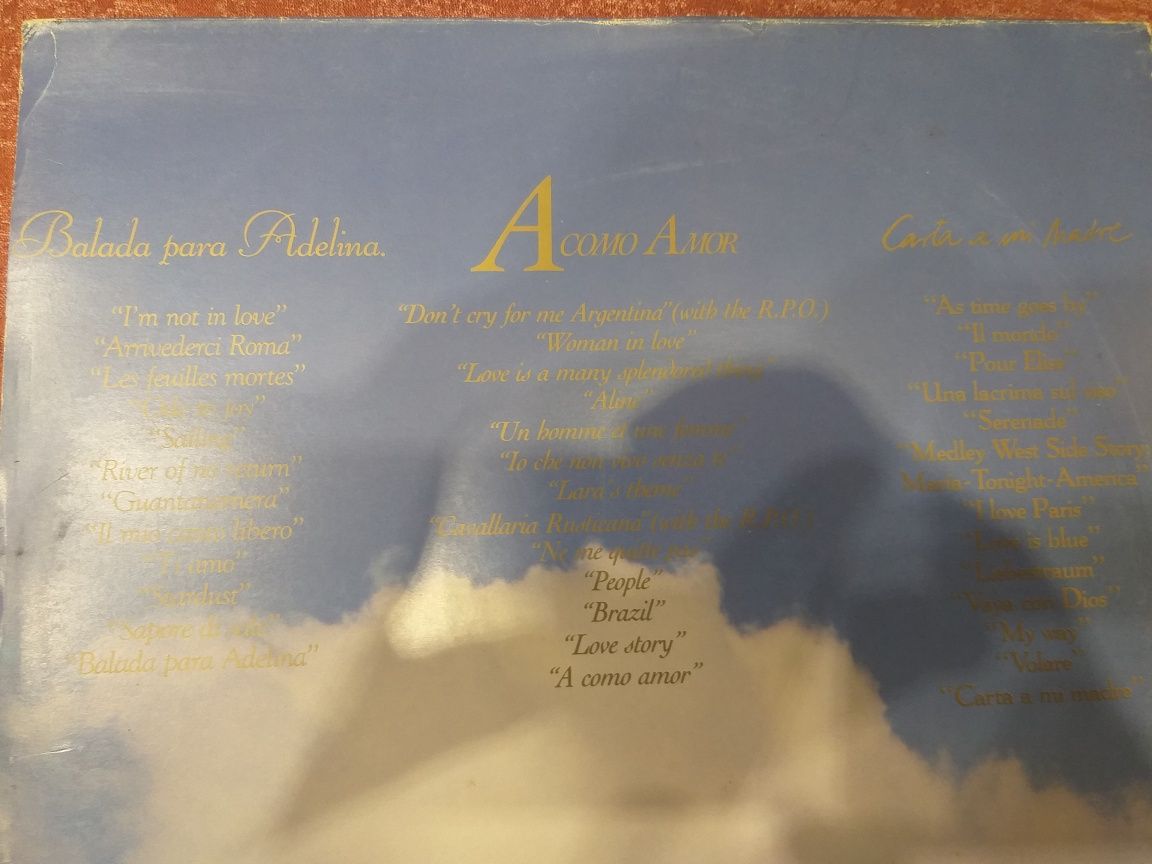 Balada para Adelina.
"I'm not in love"
"Arrivederci Roma"
"Les feuilles mortes"
"Ode to joy"
"Sailing"
"River of no return"
"Guantanamera"
"Il mio canto libero"
"Ti amo"
"Stardust"
"Sapore di sale"
"Balada para Adelina"
A COMO AMOR
"Don't cry for me Argentina" (with the R.P.O.)
"Woman in love"
"Love is a many splendored thing"
"Aline"
"Un homme et une femme"
"Io che non vivo senza te"
"Lara's theme"
"Cavallaria Rusticana" (with the R.P.O.)
"Ne me quitte pas"
"People"
"Brazil"
"Love story"
"A como amor"
Carta a mi Madre
"As time goes by"
"Il mondo"
"Pour Elise"
"Una lacrima sul viso"
"Serenade"
"Medley West Side Story:
Maria-Tonight-America"
"I love Paris"
"Love is blue"
"Liebestraum"
"Vaya con Dios"
"My way"
"Volare"
"Carta a mi madre"